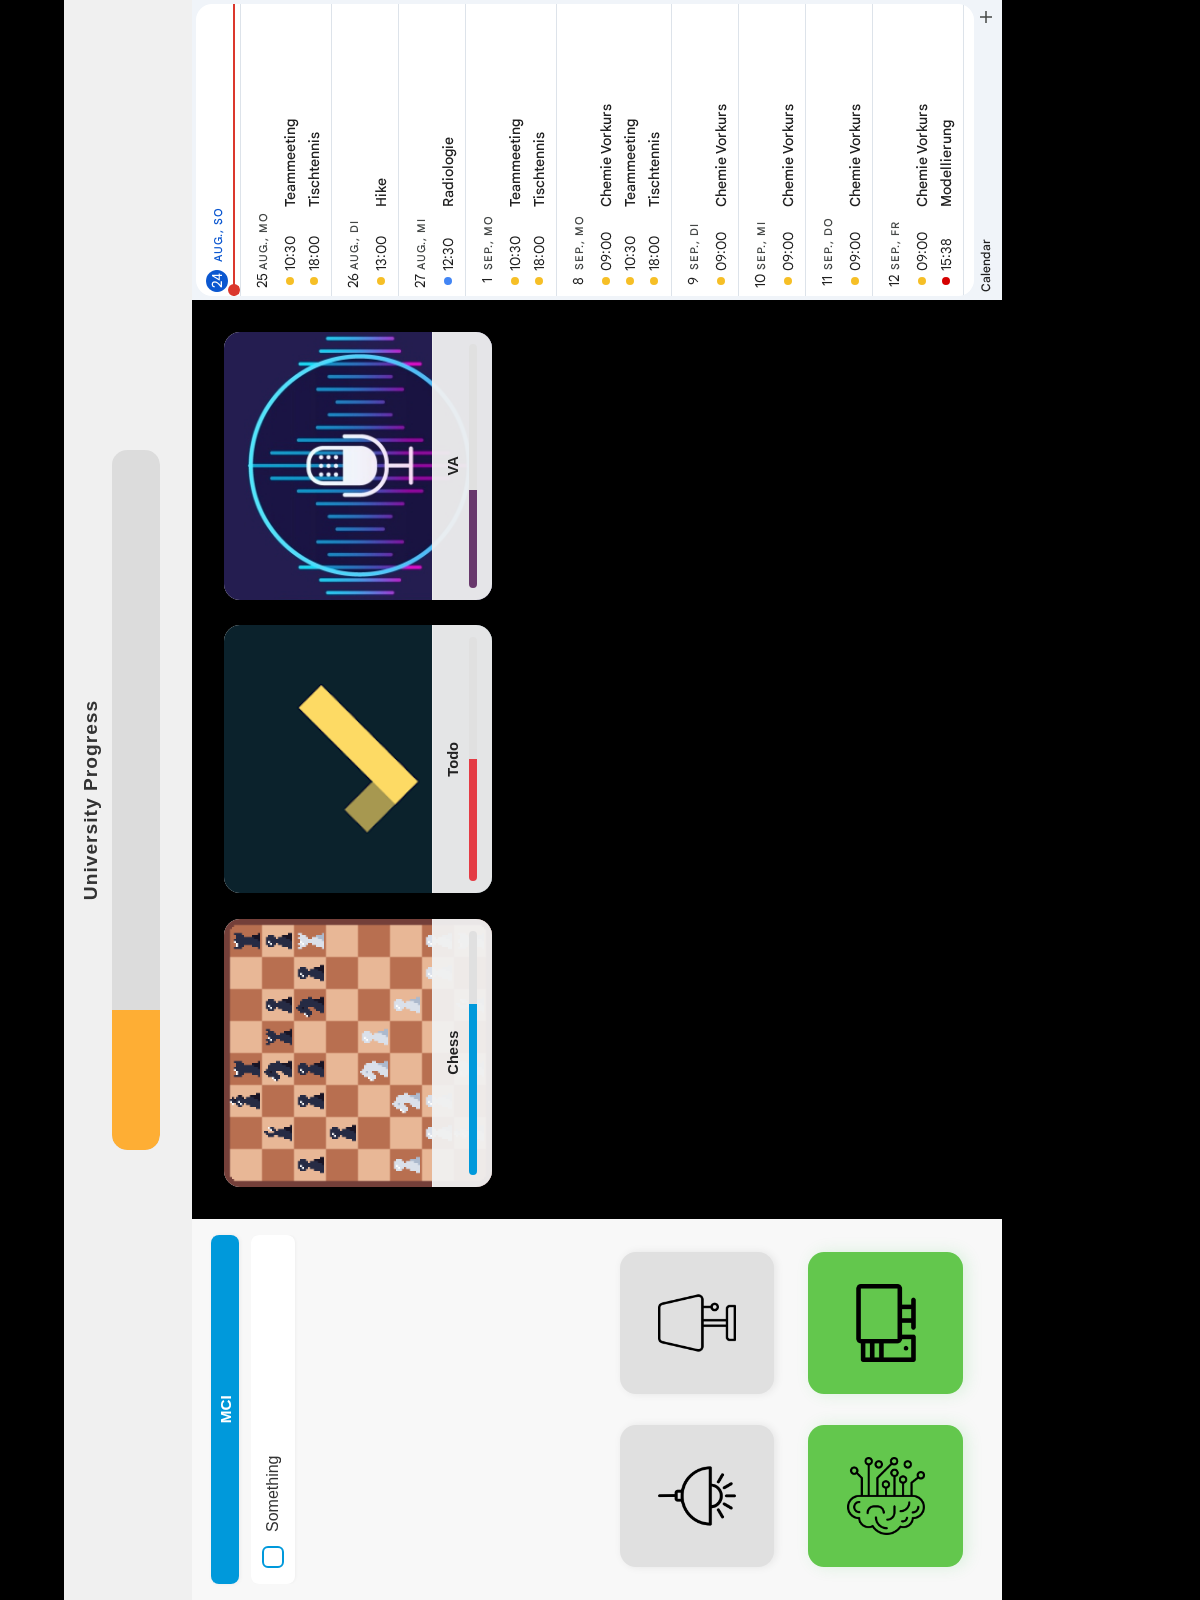 University Progress
MCI
Something
Chess
Todo
VA
24 AUG., SO
25 AUG., MO
10:30 Teammeeting
18:00 Tischtennis
26 AUG., DI
13:00 Hike
27 AUG., MI
12:30 Radiologie
1 SEP., MO
10:30 Teammeeting
18:00 Tischtennis
8 SEP., MO
09:00 Chemie Vorkurs
10:30 Teammeeting
18:00 Tischtennis
9 SEP., DI
09:00 Chemie Vorkurs
10 SEP., MI
09:00 Chemie Vorkurs
11 SEP., DO
09:00 Chemie Vorkurs
12 SEP., FR
09:00 Chemie Vorkurs
15:38 Modellierung
Calendar +